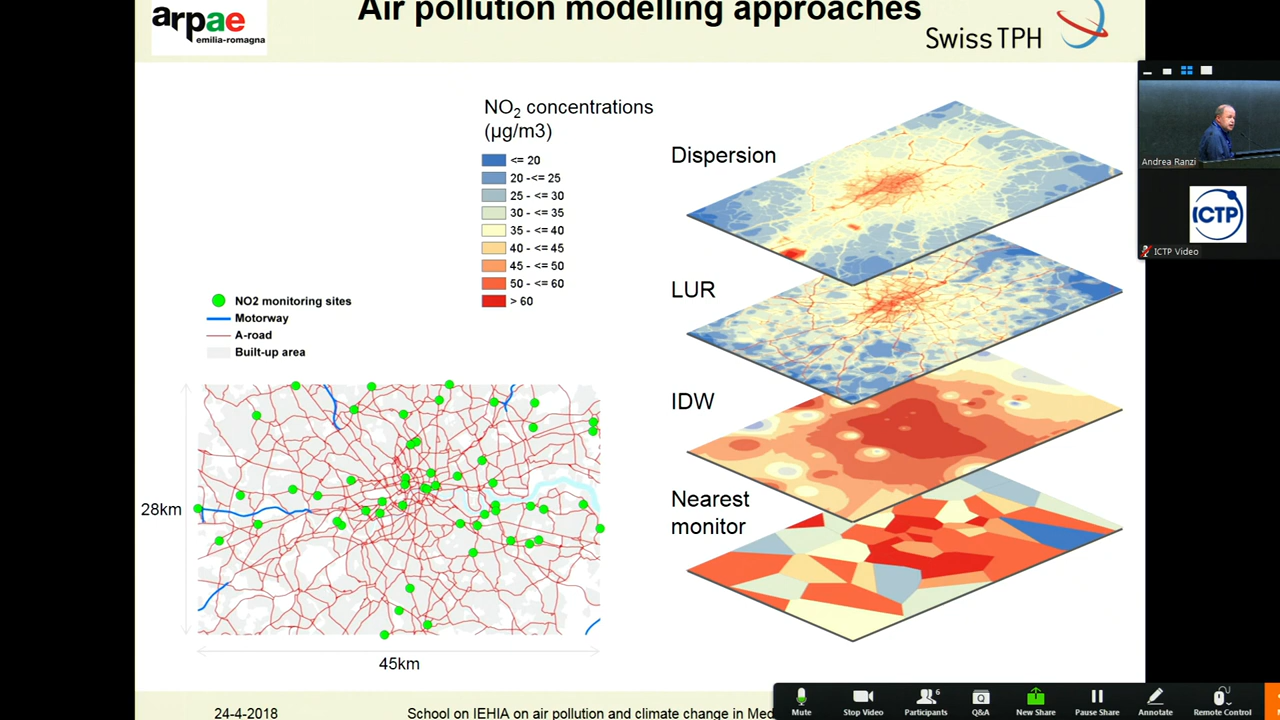 arpae
emilia-romagna
Air pollution modelling approaches
Swiss TPH
NO2 concentrations
(µg/m3)
<= 20
20 -<= 25
25 - <= 30
30 - <= 35
35 - <= 40
40 - <= 45
45 - <= 50
50 - <= 60
> 60
NO2 monitoring sites
Motorway
A-road
Built-up area
28km
45km
Dispersion
LUR
IDW
Nearest
monitor
Andrea Ranzi
ICTP
ICTP Video
24-4-2018
School on IEHIA on air pollution and climate change in Med
Mute
Stop Video
6
Participants
Q&A
New Share
Pause Share
Annotate
Remote Control